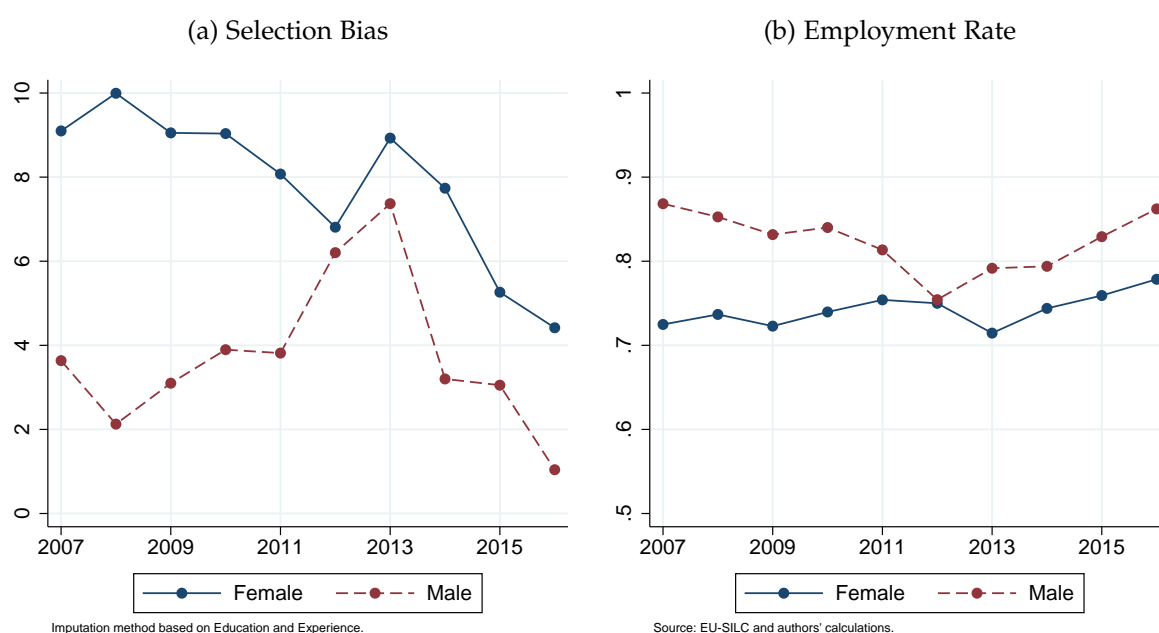 (a) Selection Bias
10
8
6
4
2
0
2007 2009 2011 2013 2015
Female Male
Imputation method based on Education and Experience.
(b) Employment Rate
1
.9
.8
.7
.6
.5
2007 2009 2011 2013 2015
Female Male
Source: EU-SILC and authors' calculations.